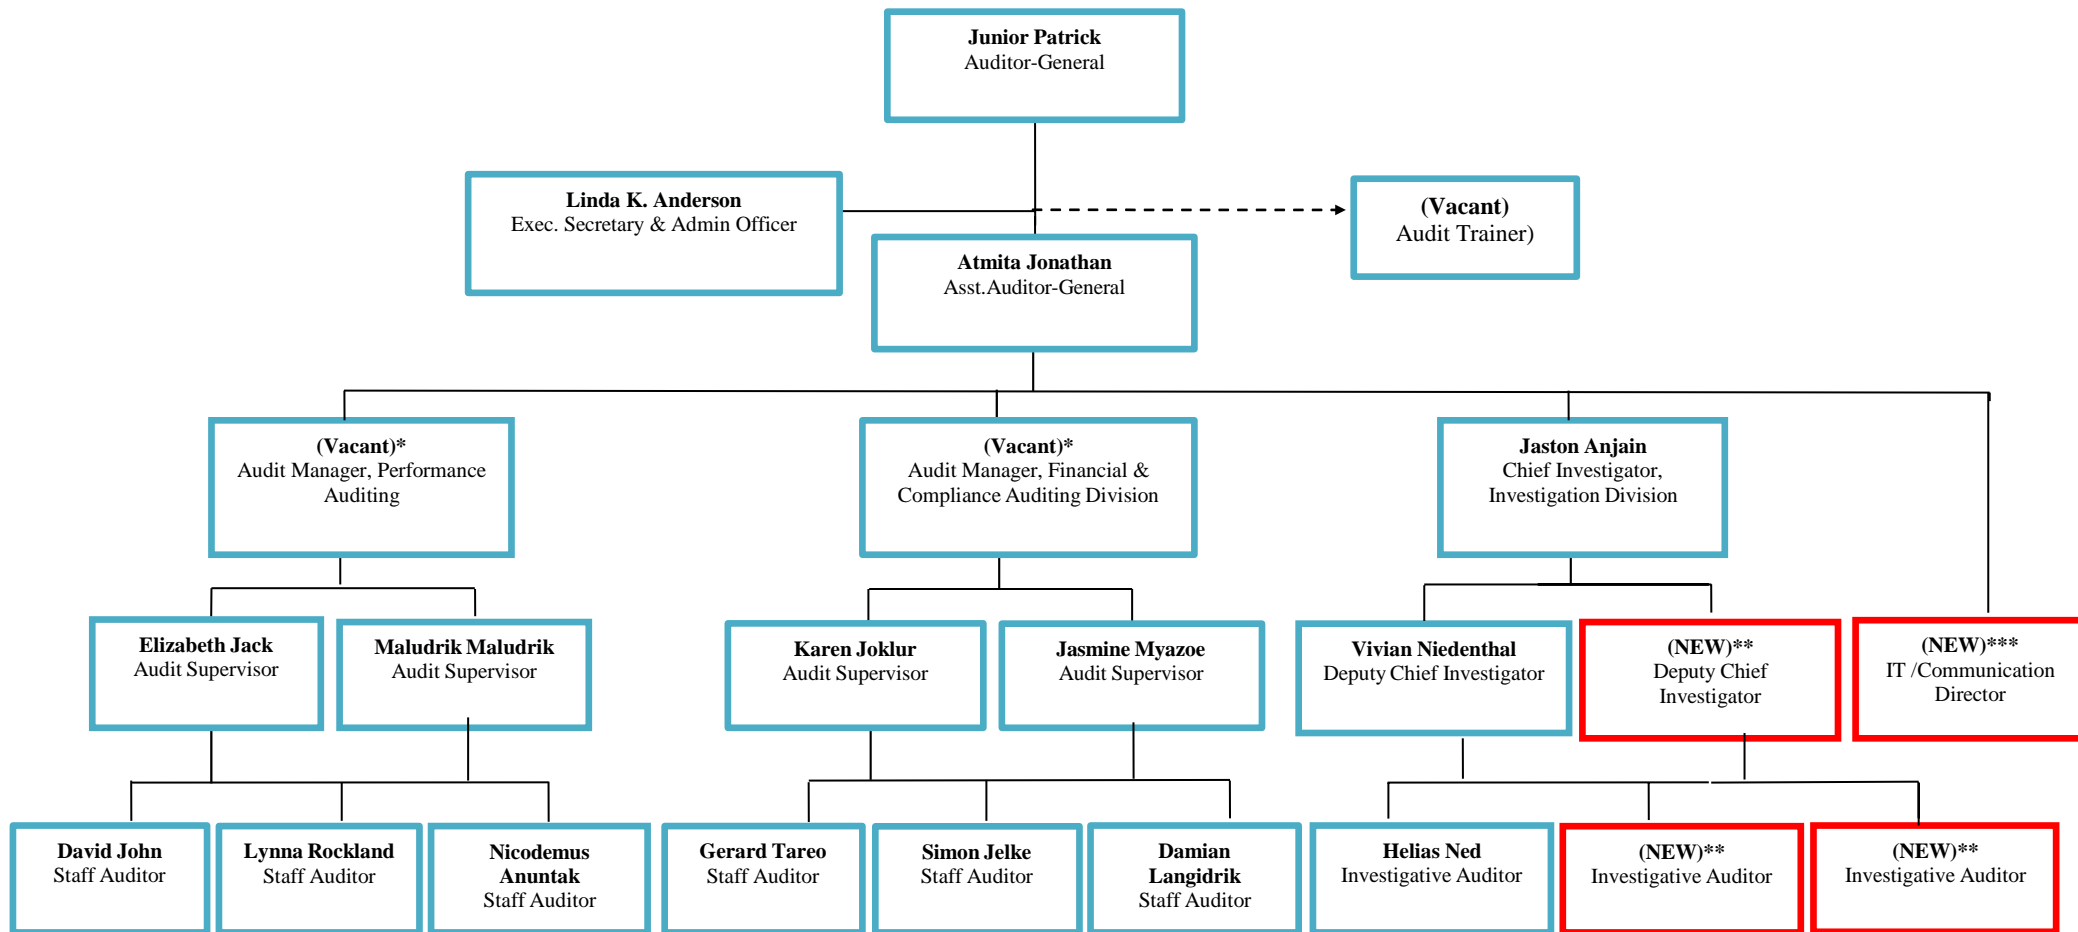 Junior Patrick
Auditor-General
Linda K. Anderson
Exec. Secretary & Admin Officer
(Vacant)
Audit Trainer)
Atmita Jonathan
Asst.Auditor-General
(Vacant)*
Audit Manager, Performance
Auditing
(Vacant)*
Audit Manager, Financial &
Compliance Auditing Division
Jaston Anjain
Chief Investigator,
Investigation Division
Elizabeth Jack
Audit Supervisor
Maludrik Maludrik
Audit Supervisor
Karen Joklur
Audit Supervisor
Jasmine Myazoe
Audit Supervisor
Vivian Niedenthal
Deputy Chief Investigator
(NEW)**
Deputy Chief
Investigator
(NEW)***
IT /Communication
Director
David John
Staff Auditor
Lynna Rockland
Staff Auditor
Nicodemus
Anuntak
Staff Auditor
Gerard Tareo
Staff Auditor
Simon Jelke
Staff Auditor
Damian
Langidrik
Staff Auditor
Helias Ned
Investigative Auditor
(NEW)**
Investigative Auditor
(NEW)**
Investigative Auditor